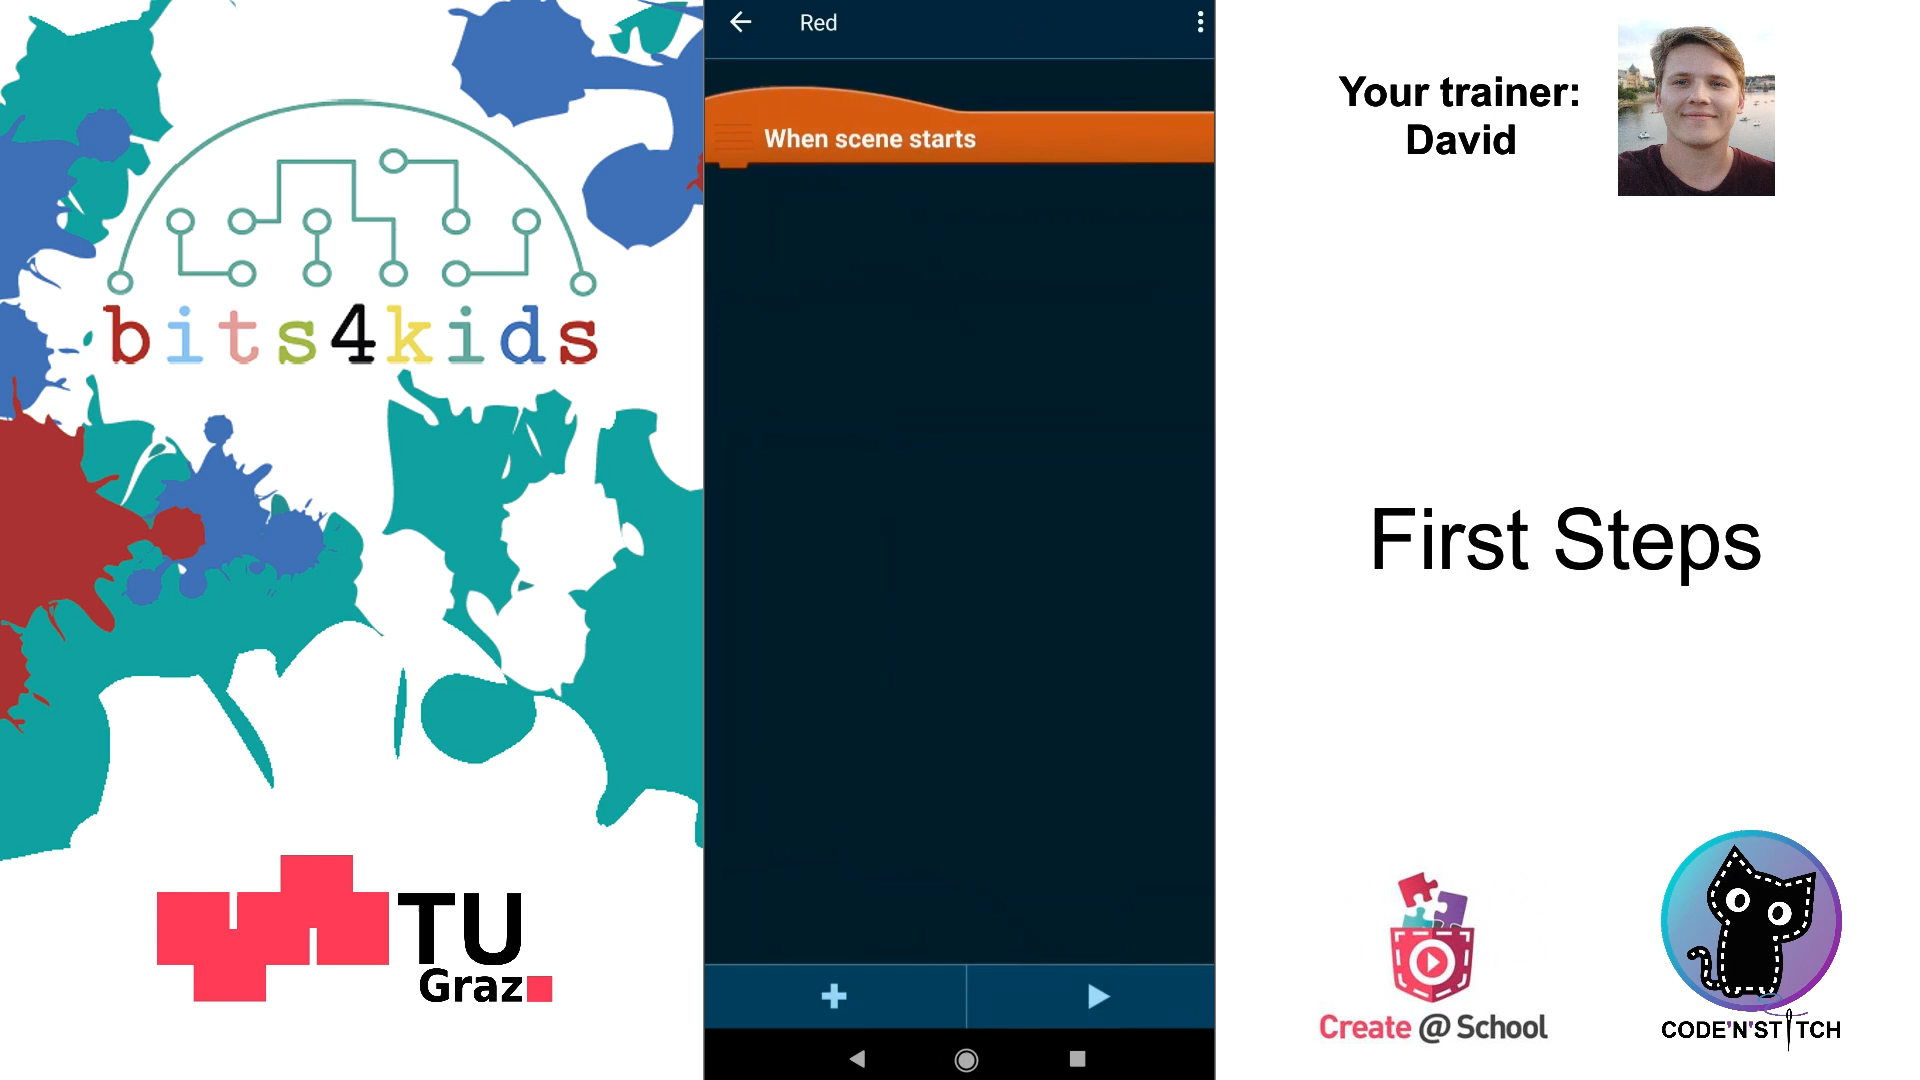 bits4kids
TU
Graz
Red
When scene starts
Your trainer:
David
First Steps
Create @ School
CODE'N'STITCH